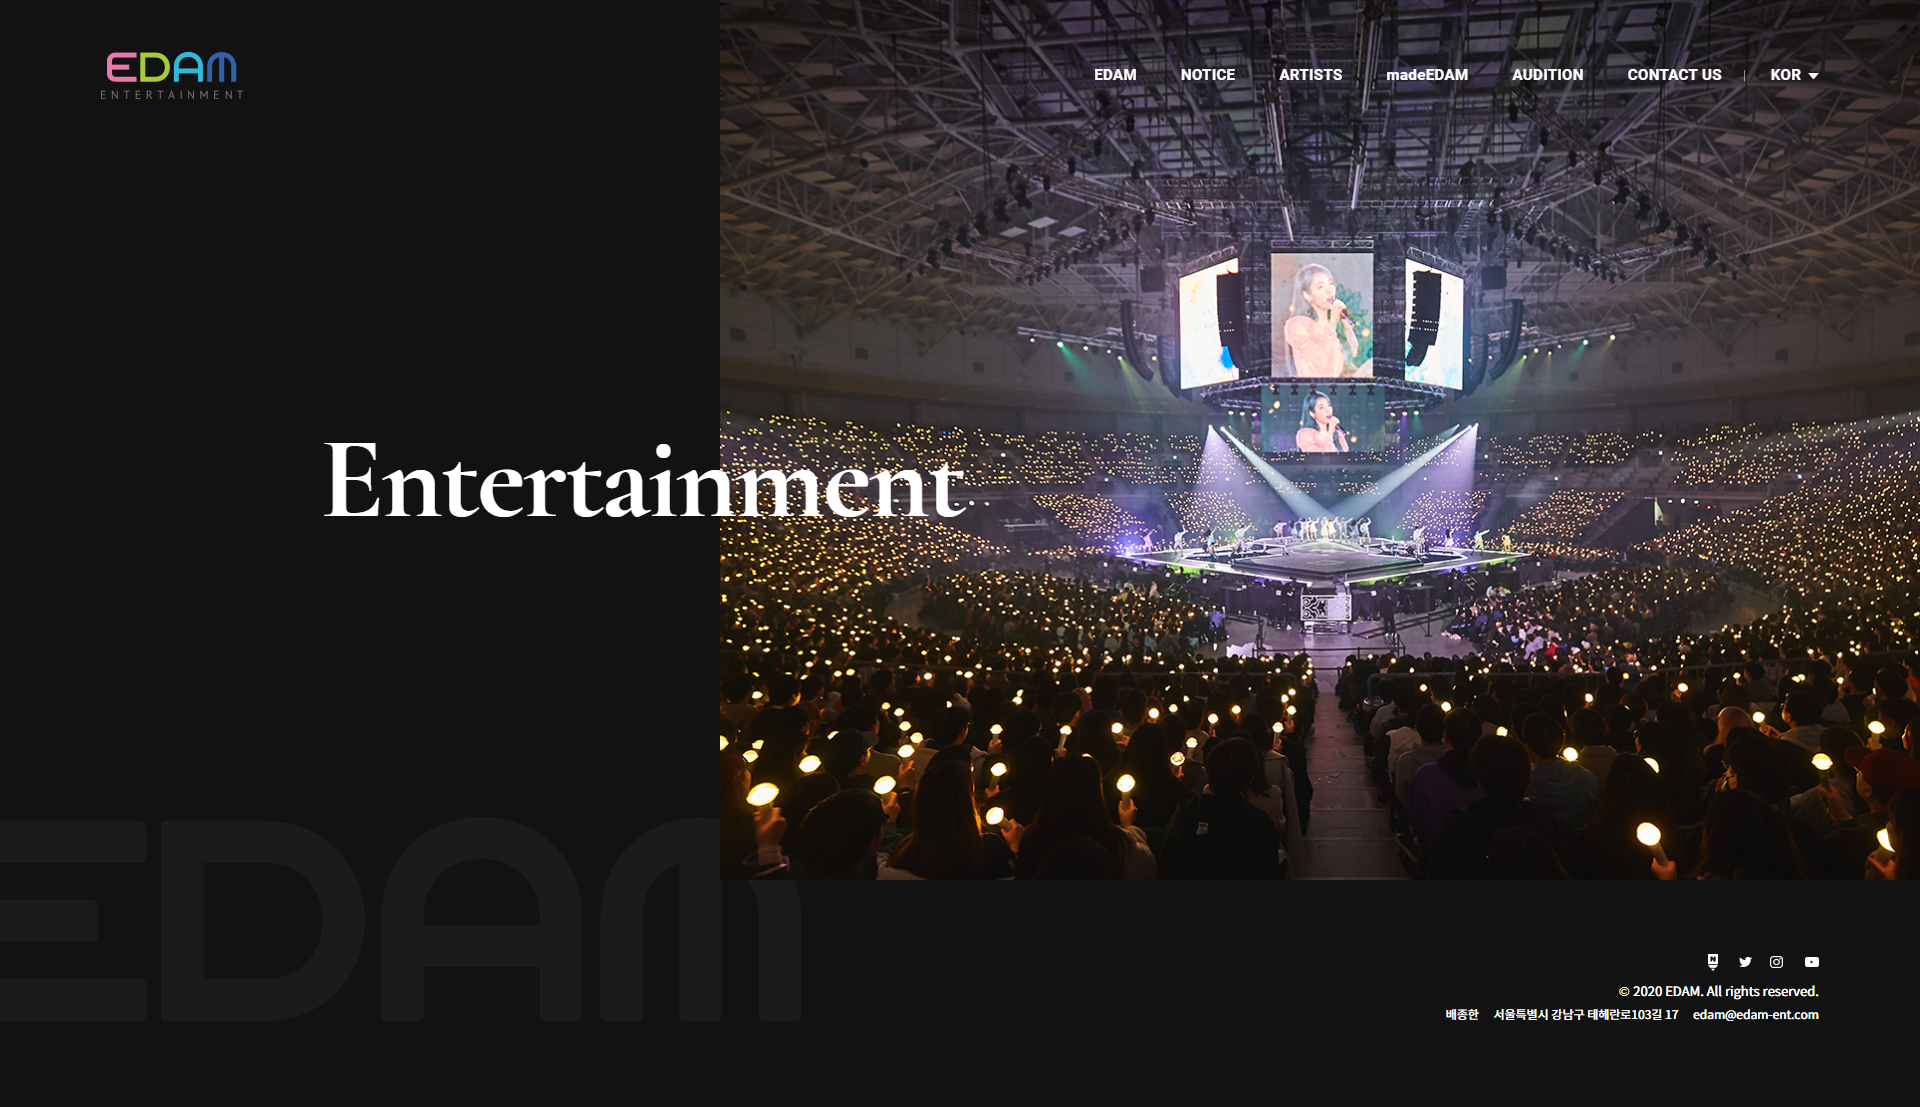 EDAM
ENTERTAINMENT
EDAM NOTICE ARTISTS madeEDAM AUDITION CONTACT US | KOR
Entertainment
EDAM
© 2020 EDAM. All rights reserved.
배종한 서울특별시 강남구 테헤란로103길 17 edam@edam-ent.com